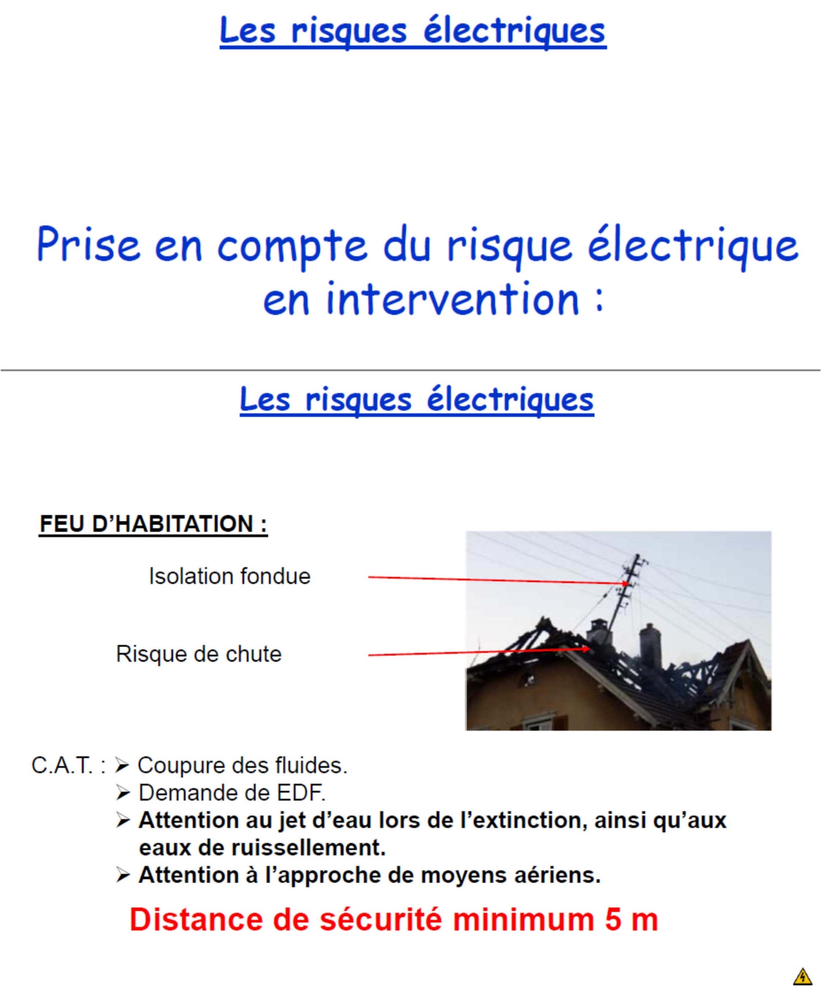 Les risques électriques
Prise en compte du risque électrique
en intervention :
Les risques électriques
FEU D’HABITATION :
Isolation fondue
Risque de chute
C.A.T. : ➢ Coupure des fluides.
➢ Demande de EDF.
➢ Attention au jet d’eau lors de l’extinction, ainsi qu’aux
eaux de ruissellement.
➢ Attention à l’approche de moyens aériens.
Distance de sécurité minimum 5 m